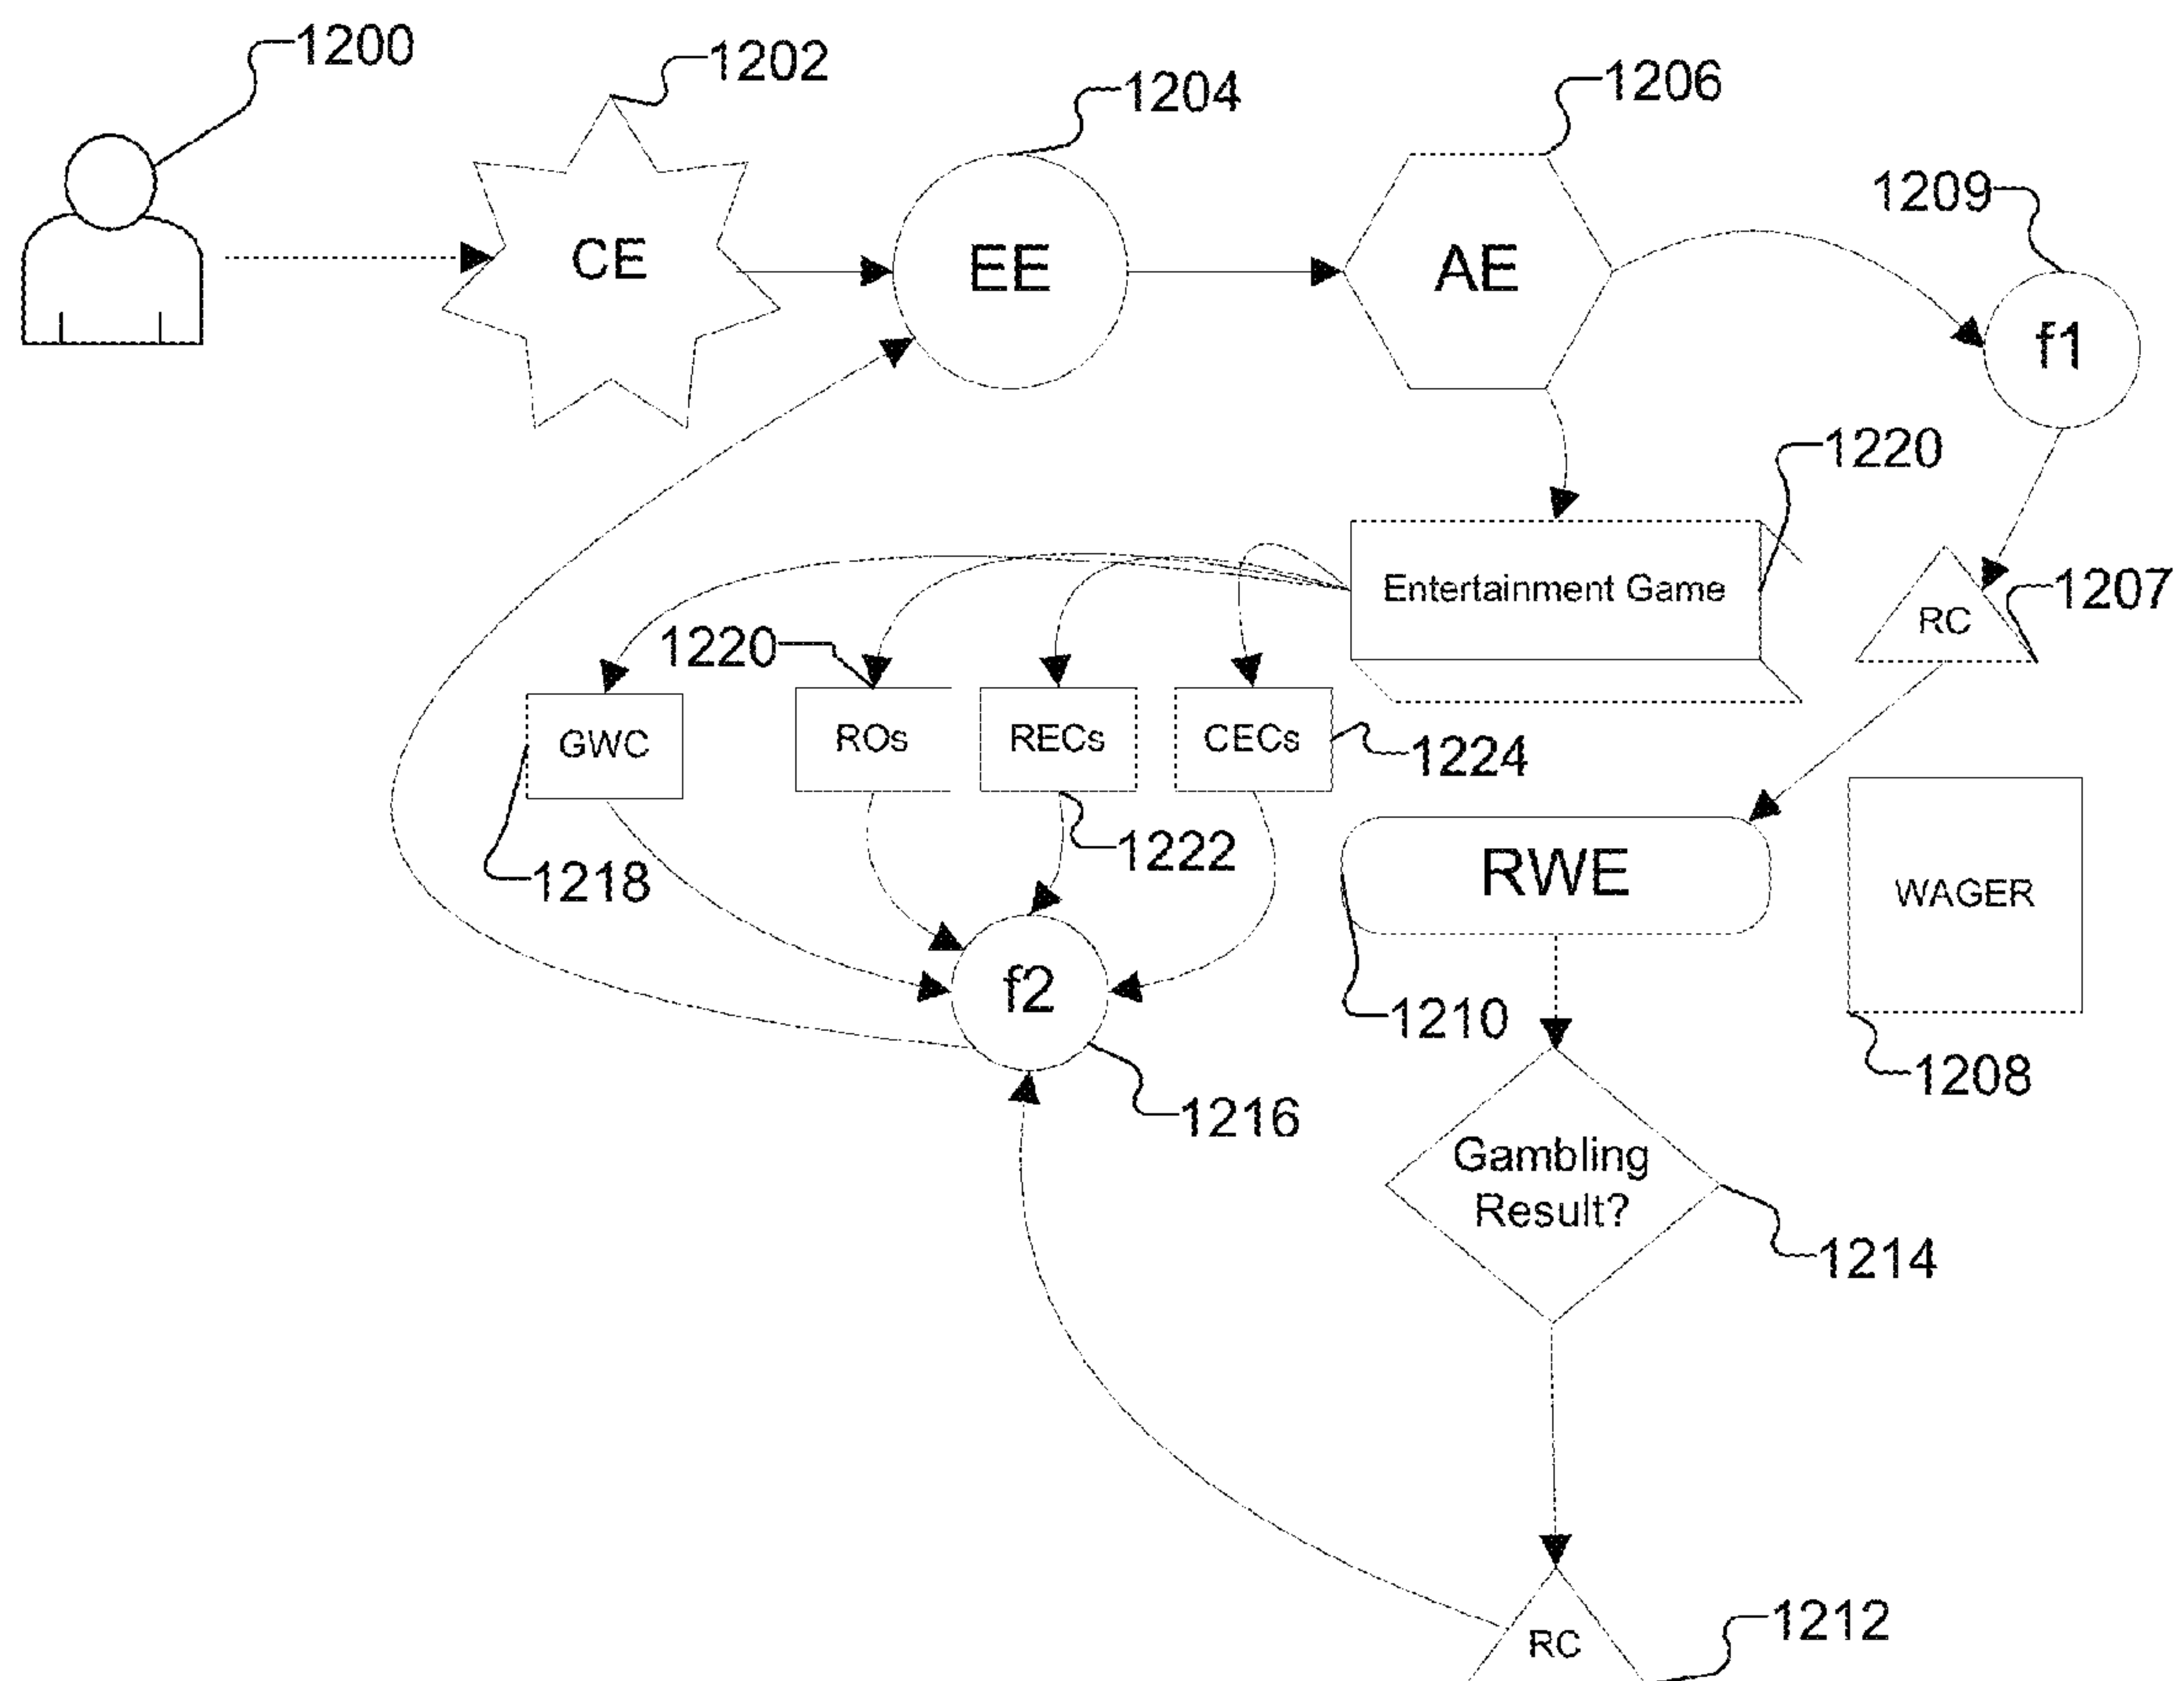 1200
1202
1204
1206
1209
CE
EE
AE
f1
1220
Entertainment Game
1207
RC
1220
GWC
ROs
RECs
CECs
1224
1218
1222
RWE
WAGER
f2
1210
1208
1216
Gambling
Result?
1214
RC
1212